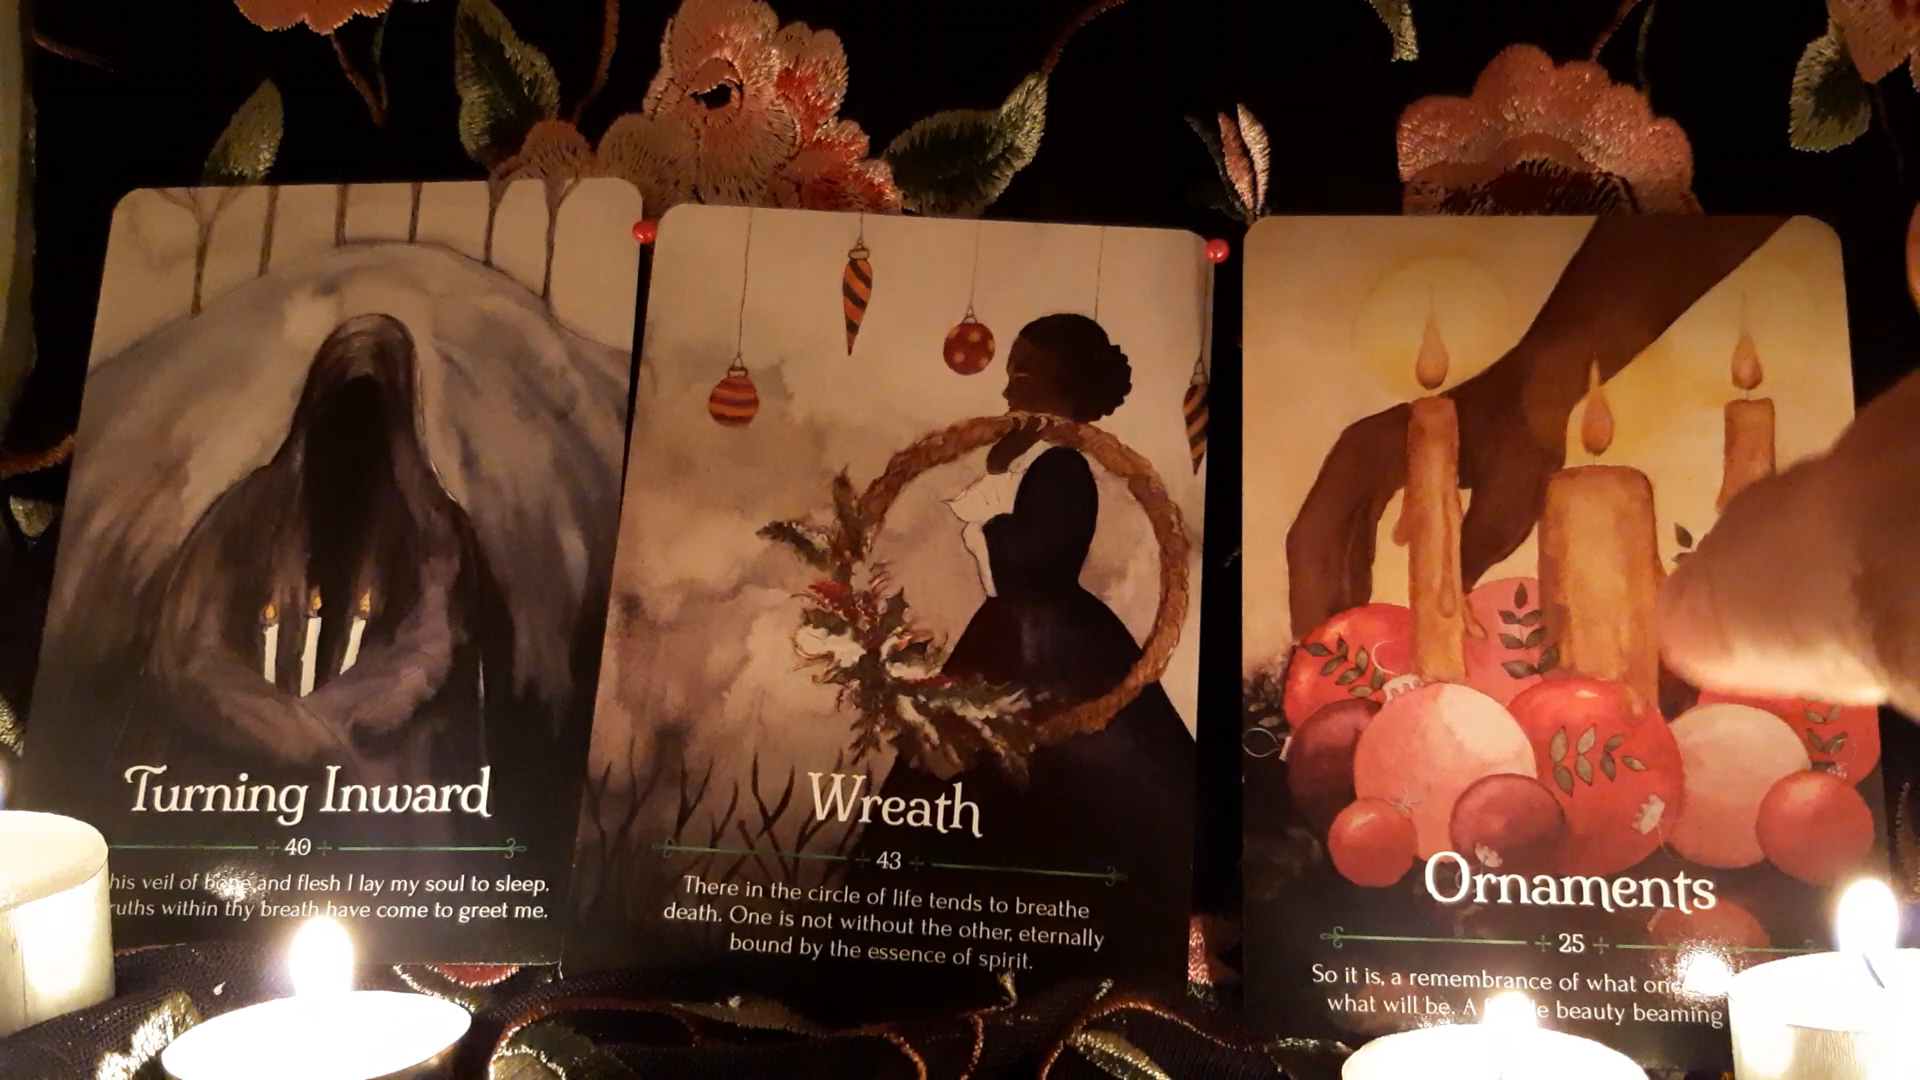 Turning Inward
40
his veil of bone and flesh I lay my soul to sleep.
ruths within thy breath have come to greet me.
Wreath
43
There in the circle of life tends to breathe
death. One is not without the other, eternally
bound by the essence of spirit.
Ornaments
25
So it is, a remembrance of what
what will be. A beauty beaming